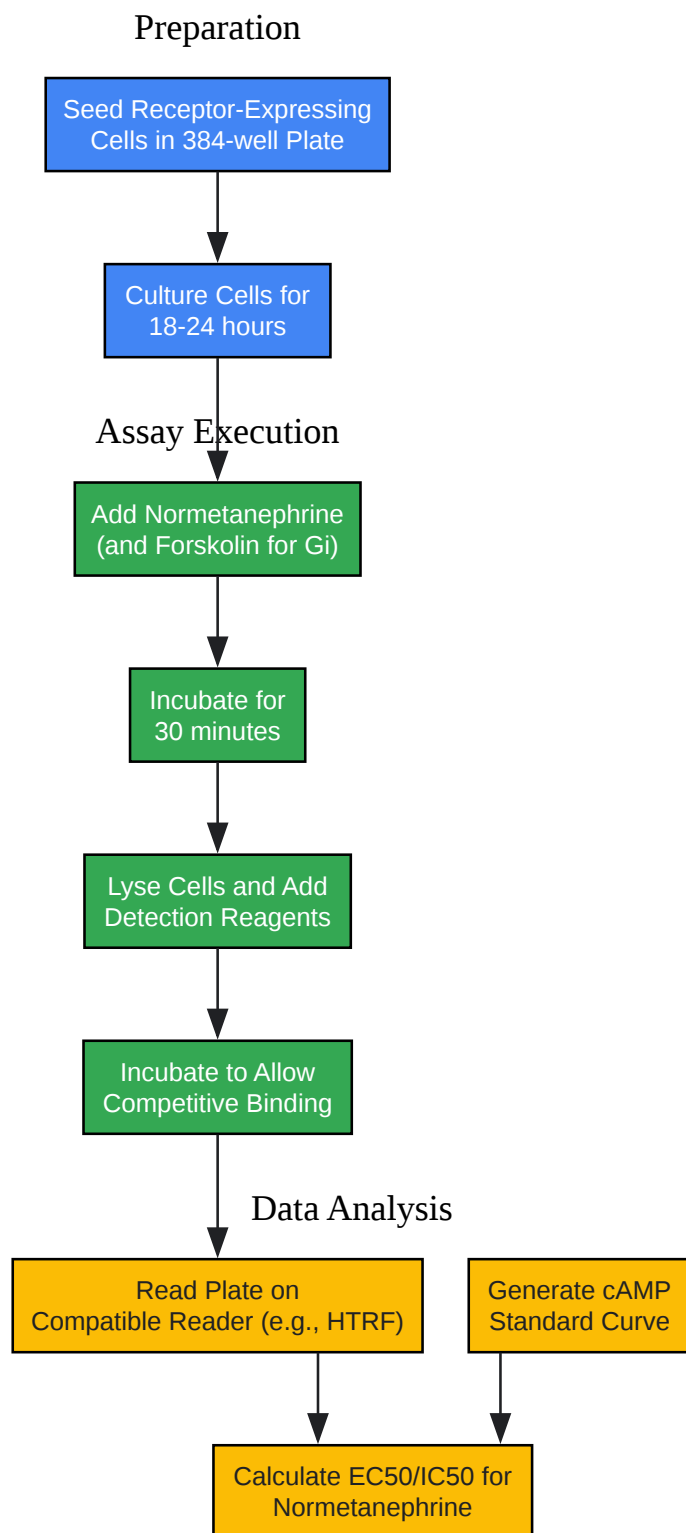 Preparation
Seed Receptor-Expressing
Cells in 384-well Plate
Culture Cells for
18-24 hours
Assay Execution
Add Normetanephrine
(and Forskolin for Gi)
Incubate for
30 minutes
Lyse Cells and Add
Detection Reagents
Incubate to Allow
Competitive Binding
Data Analysis
Read Plate on
Compatible Reader (e.g., HTRF)
Generate cAMP
Standard Curve
Calculate EC50/IC50 for
Normetanephrine